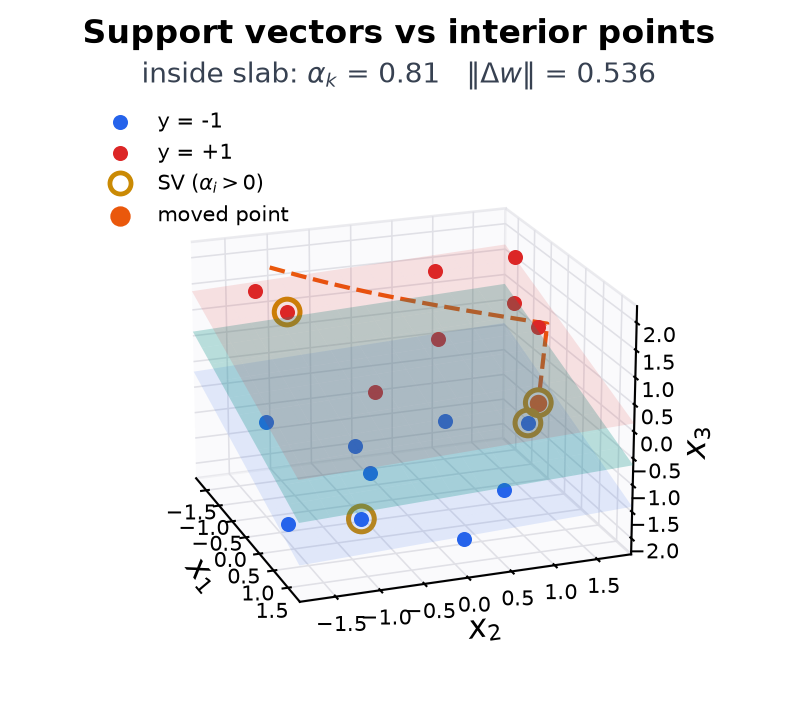 Support vectors vs interior points
inside slab: αₖ = 0.81 ‖Δw‖ = 0.536
y = -1
y = +1
SV (αᵢ > 0)
moved point
2.0
1.5
1.0
0.5
0.0
−0.5
−1.0
−1.5
−2.0
x₃
−1.5
−1.0
−0.5
0.0
0.5
1.0
1.5
x₁
−1.5
−1.0
−0.5
0.0
0.5
1.0
1.5
x₂